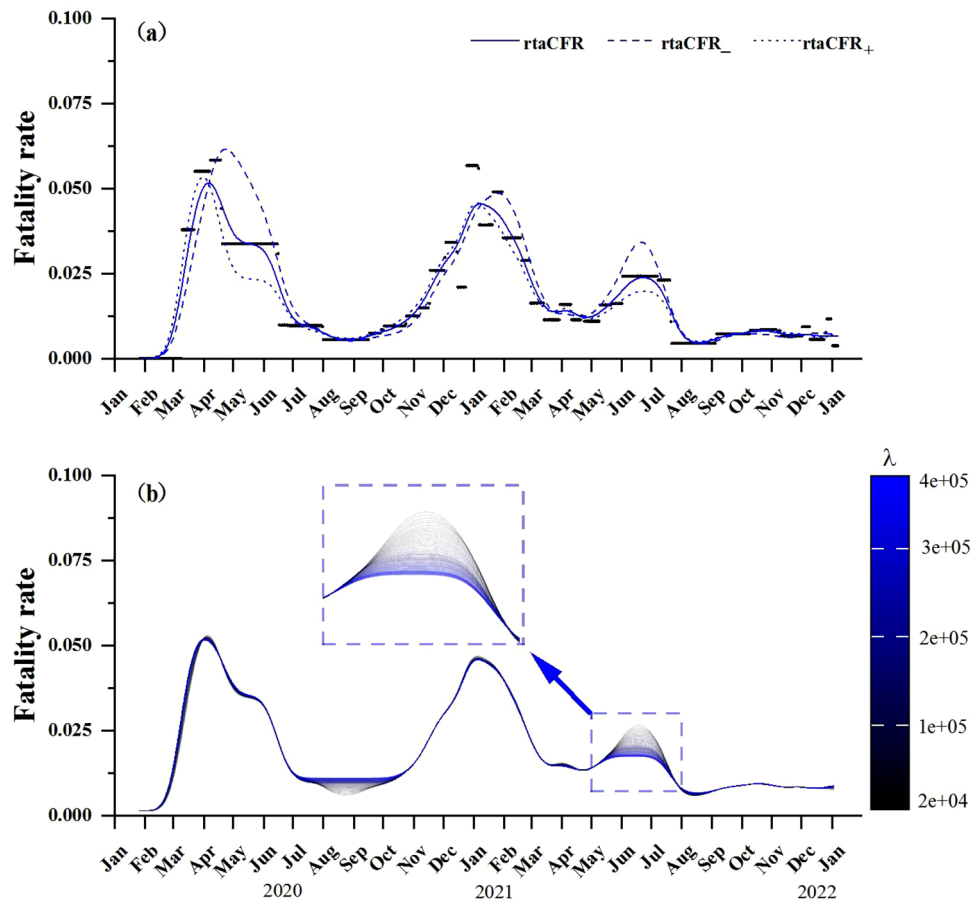 (a)
rtaCFR rtaCFR_ rtaCFR+
Fatality rate
0.100
0.075
0.050
0.025
0.000
Jan Feb Mar Apr May Jun Jul Aug Sep Oct Nov Dec Jan Feb Mar Apr May Jun Jul Aug Sep Oct Nov Dec Jan
(b)
Fatality rate
0.100
0.075
0.050
0.025
0.000
λ
4e+05
3e+05
2e+05
1e+05
2e+04
Jan Feb Mar Apr May Jun Jul Aug Sep Oct Nov Dec Jan Feb Mar Apr May Jun Jul Aug Sep Oct Nov Dec Jan
2020 2021 2022